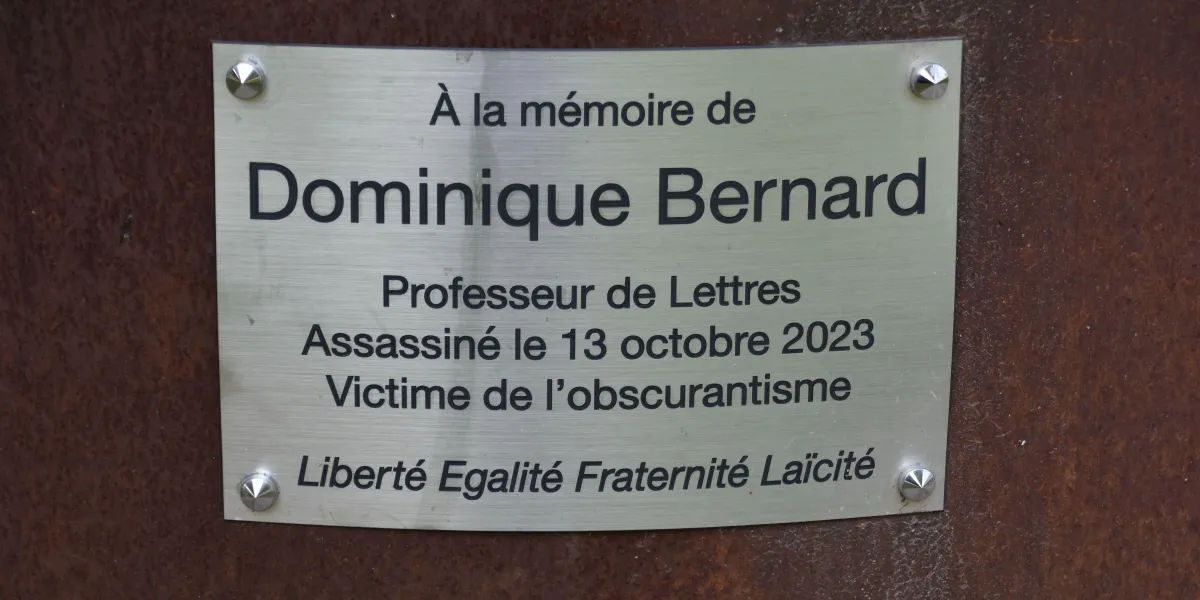 À la mémoire de
Dominique Bernard
Professeur de Lettres
Assassiné le 13 octobre 2023
Victime de l'obscurantisme
Liberté Egalité Fraternité Laïcité